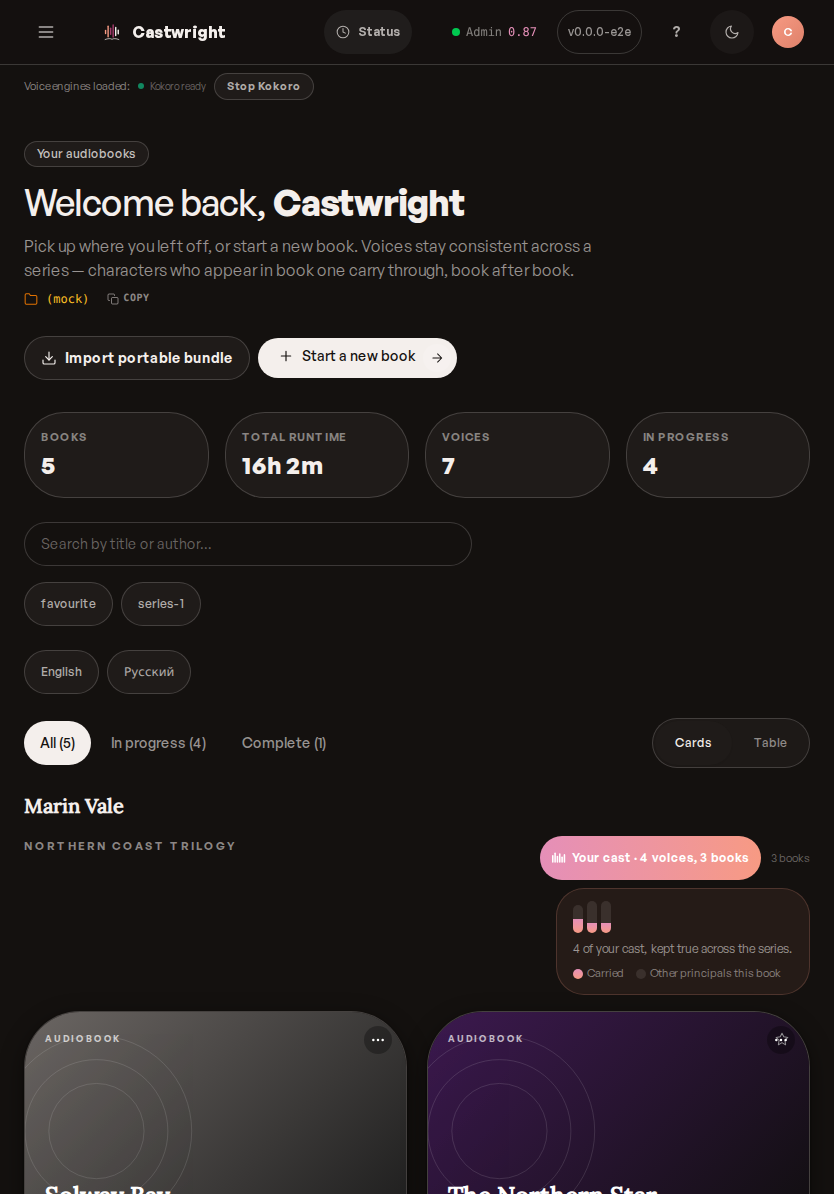 Castwright
Status
Admin 0.87
v0.0.0-e2e
?
C
Voice engines loaded:
Kokoro ready
Stop Kokoro
Your audiobooks
Welcome back, Castwright
Pick up where you left off, or start a new book. Voices stay consistent across a
series — characters who appear in book one carry through, book after book.
(mock)
COPY
Import portable bundle
Start a new book
BOOKS
5
TOTAL RUNTIME
16h 2m
VOICES
7
IN PROGRESS
4
Search by title or author...
favourite
series-1
English
Русский
All (5)
In progress (4)
Complete (1)
Cards
Table
Marin Vale
NORTHERN COAST TRILOGY
Your cast · 4 voices, 3 books
3 books
4 of your cast, kept true across the series.
Carried
Other principals this book
AUDIOBOOK
AUDIOBOOK
Solway Bay
The Northern Star